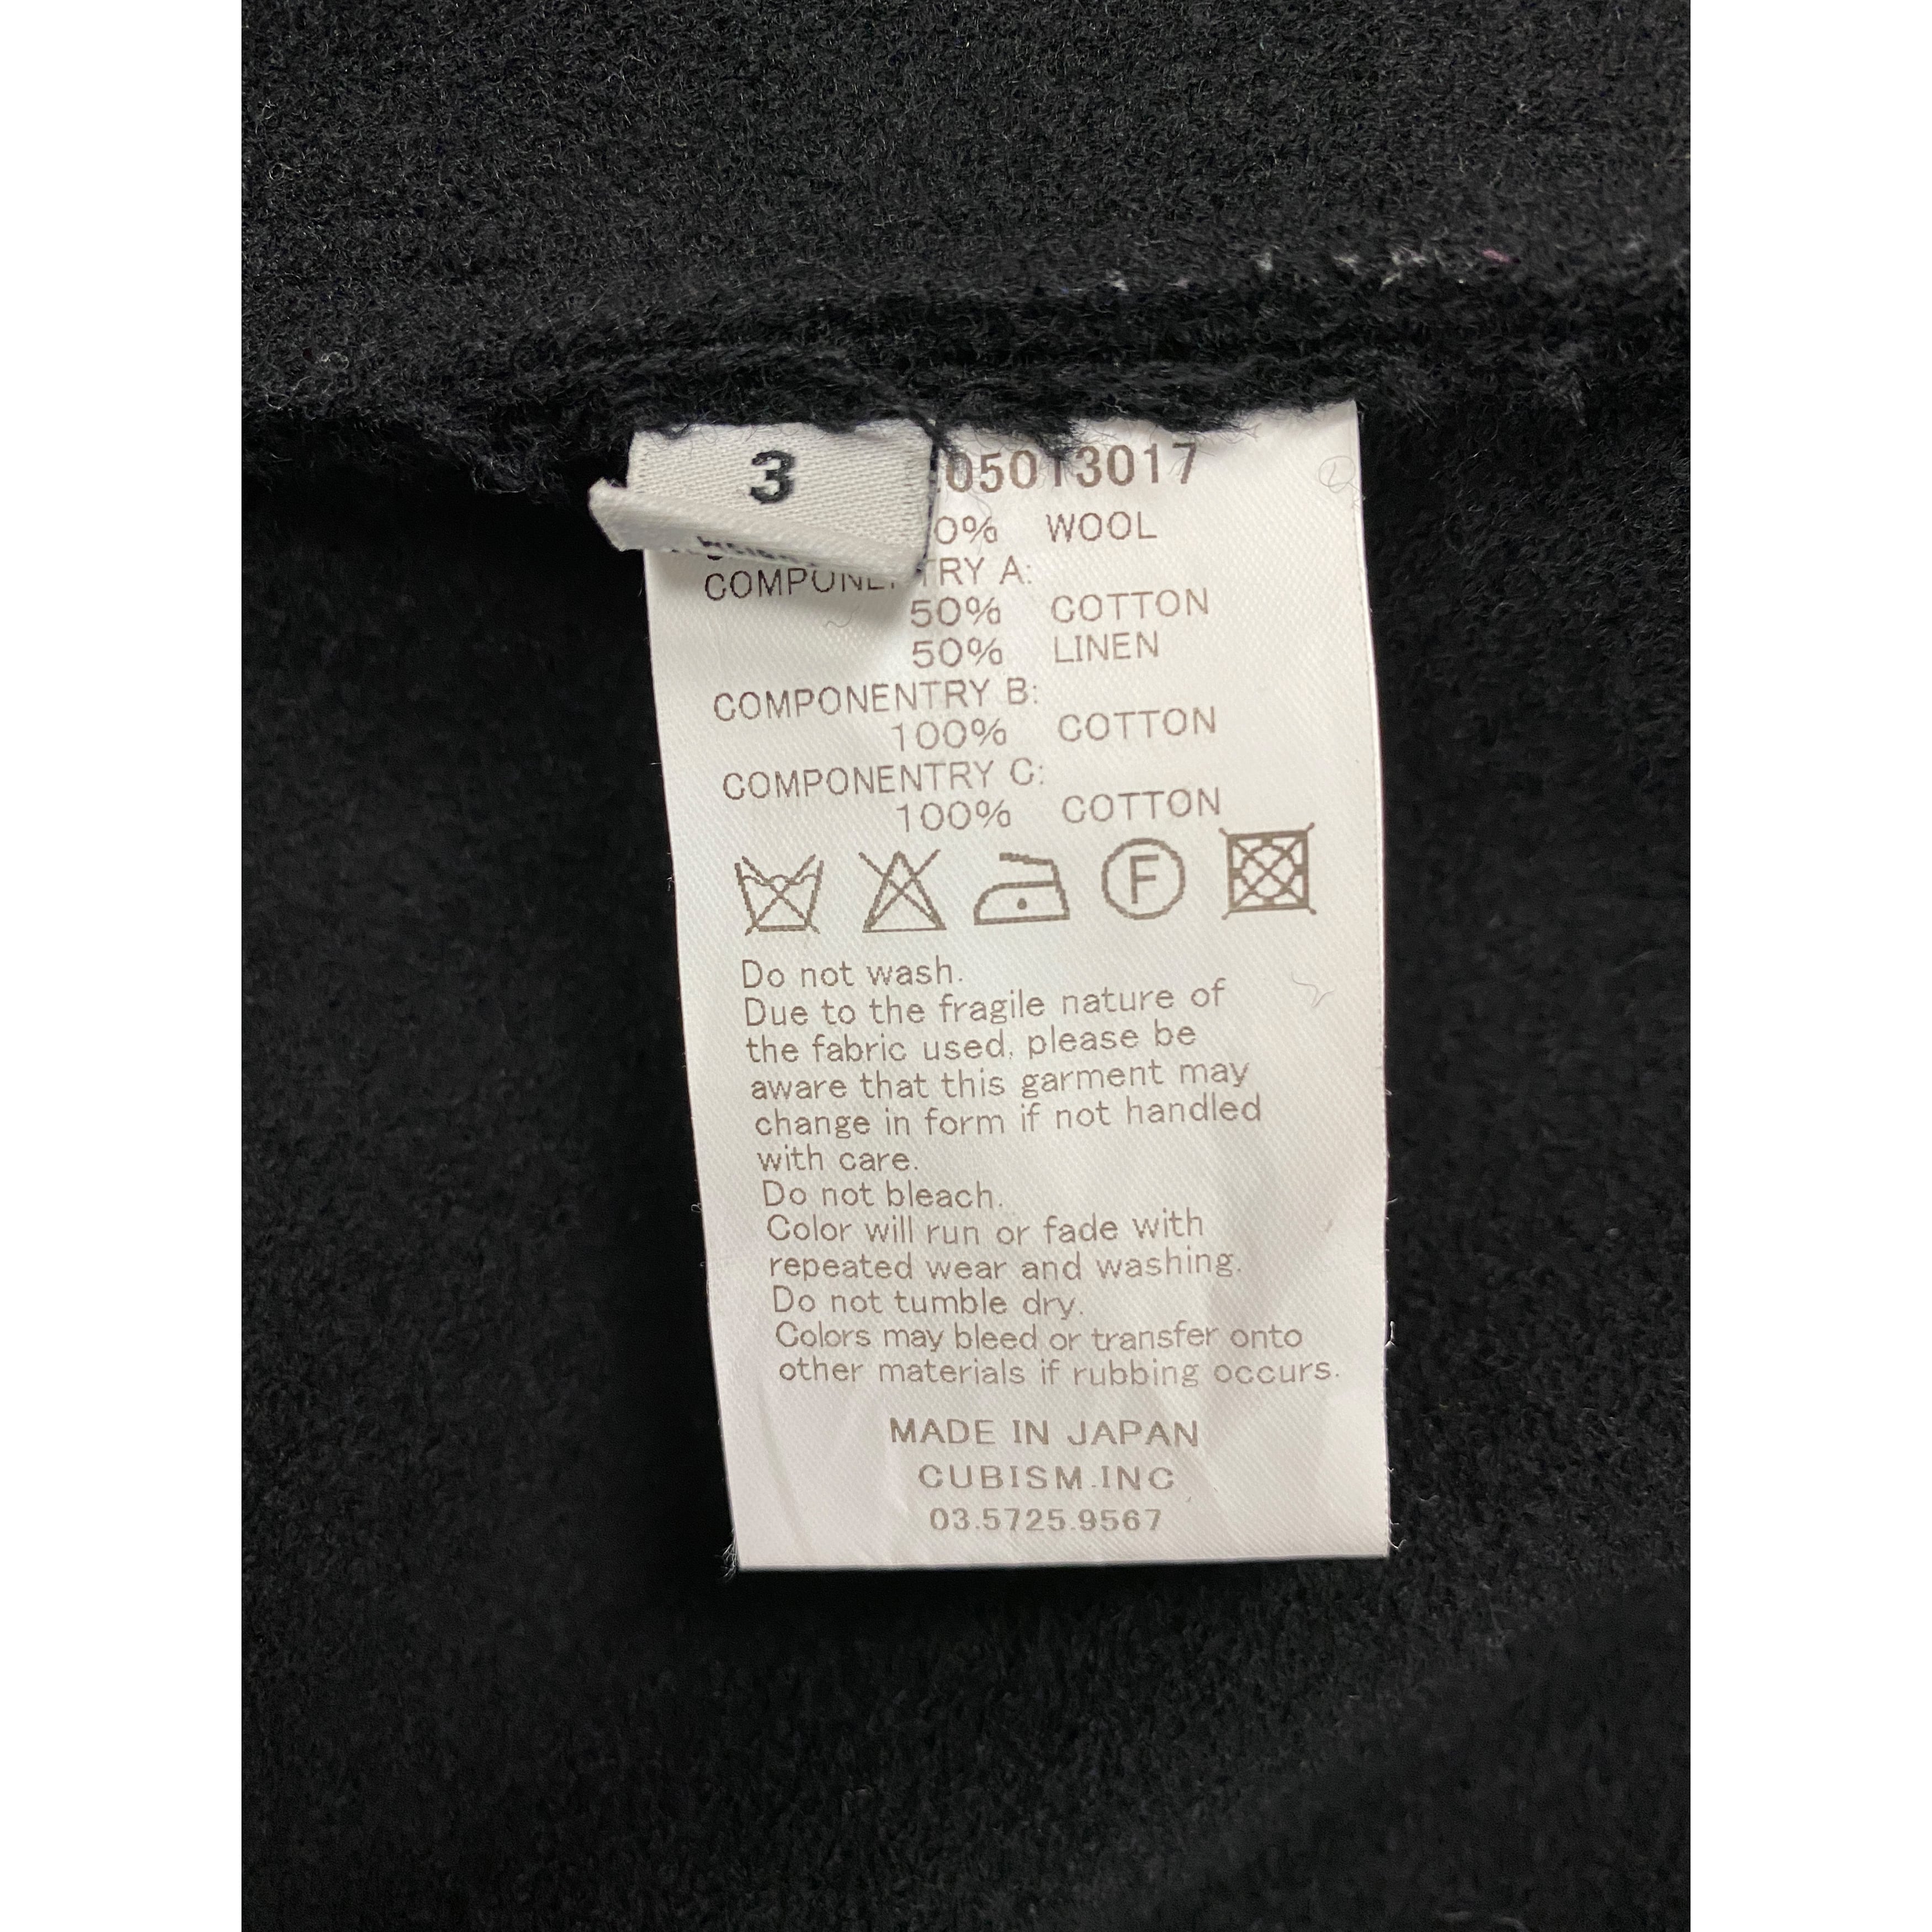 3
05013017
0% WOOL
COMPONENTRY A:
50% COTTON
50% LINEN
COMPONENTRY B:
100% COTTON
COMPONENTRY C:
100% COTTON
F
Do not wash.
Due to the fragile nature of
the fabric used, please be
aware that this garment may
change in form if not handled
with care.
Do not bleach.
Color will run or fade with
repeated wear and washing.
Do not tumble dry.
Colors may bleed or transfer onto
other materials if rubbing occurs.
MADE IN JAPAN
CUBISM.INC
03.5725.9567